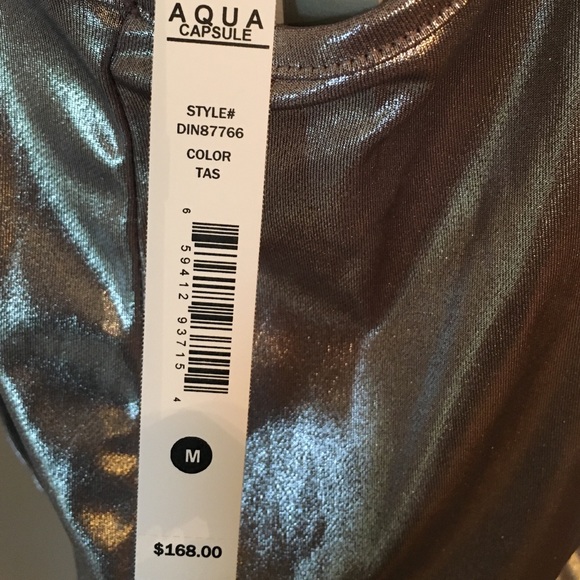 AQUA
CAPSULE
STYLE#
DIN87766
COLOR
TAS
6 59412 93715 4
M
$168.00